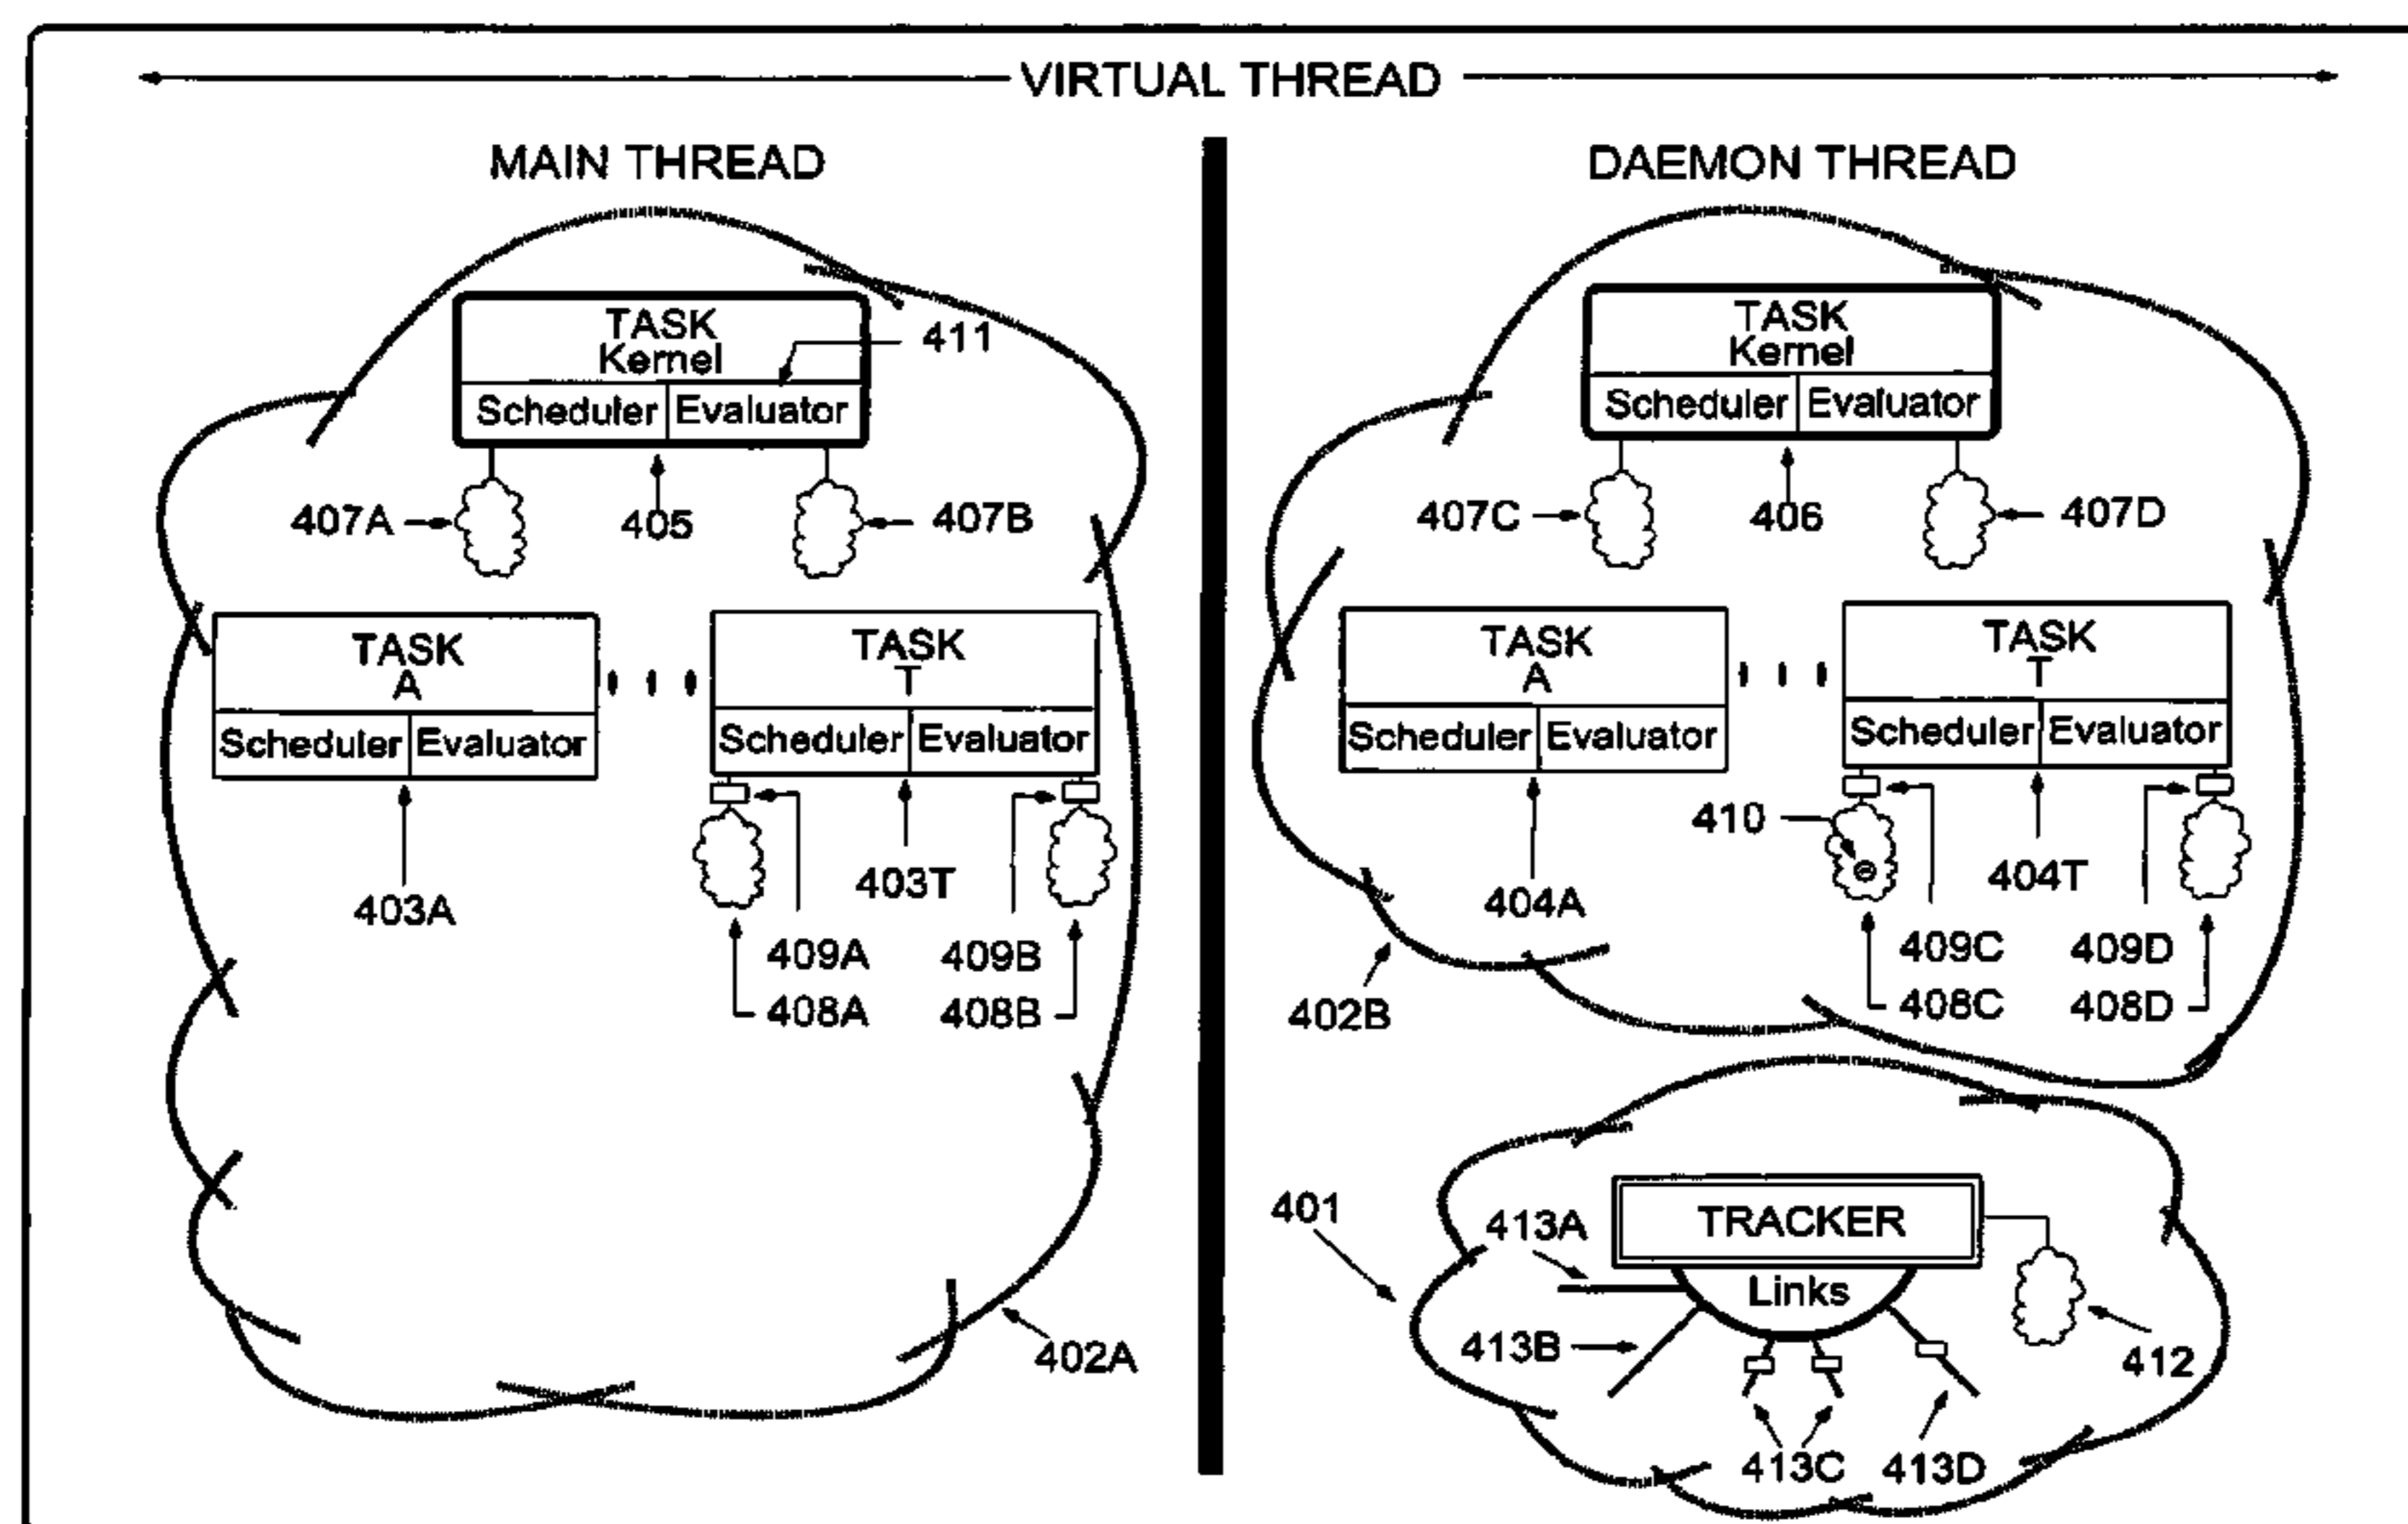 VIRTUAL THREAD
MAIN THREAD
TASK
Kernel
411
Scheduler Evaluator
407A
405
407B
TASK
A
Scheduler Evaluator
TASK
T
Scheduler Evaluator
403A
403T
409A
409B
408A
408B
402A
DAEMON THREAD
TASK
Kernel
Scheduler Evaluator
407C
406
407D
TASK
A
Scheduler Evaluator
TASK
T
Scheduler Evaluator
410
404A
404T
409C
409D
402B
408C
408D
401
413A
TRACKER
Links
413B
412
413C
413D